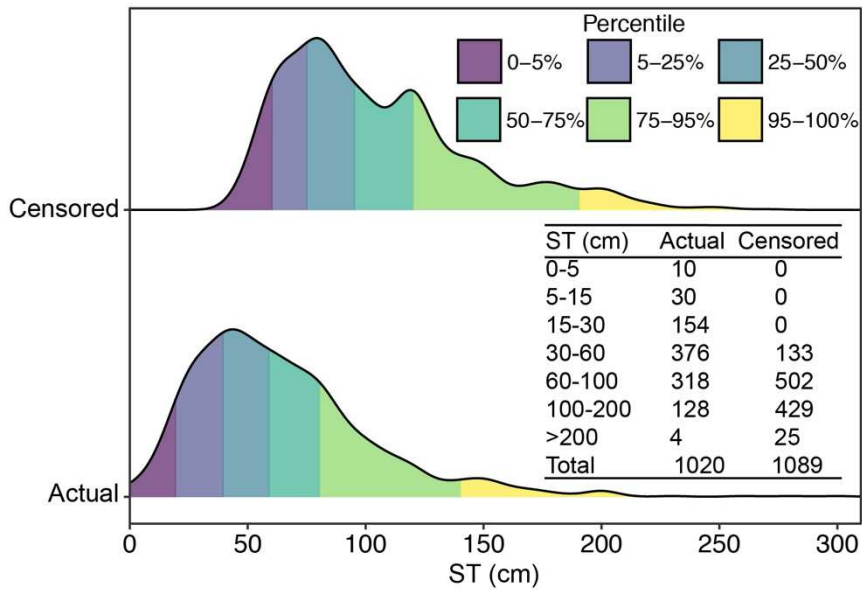 Percentile
0–5% 5–25% 25–50%
50–75% 75–95% 95–100%
Censored
ST (cm) Actual Censored
0-5 10 0
5-15 30 0
15-30 154 0
30-60 376 133
60-100 318 502
100-200 128 429
>200 4 25
Total 1020 1089
Actual
0 50 100 150 200 250 300
ST (cm)